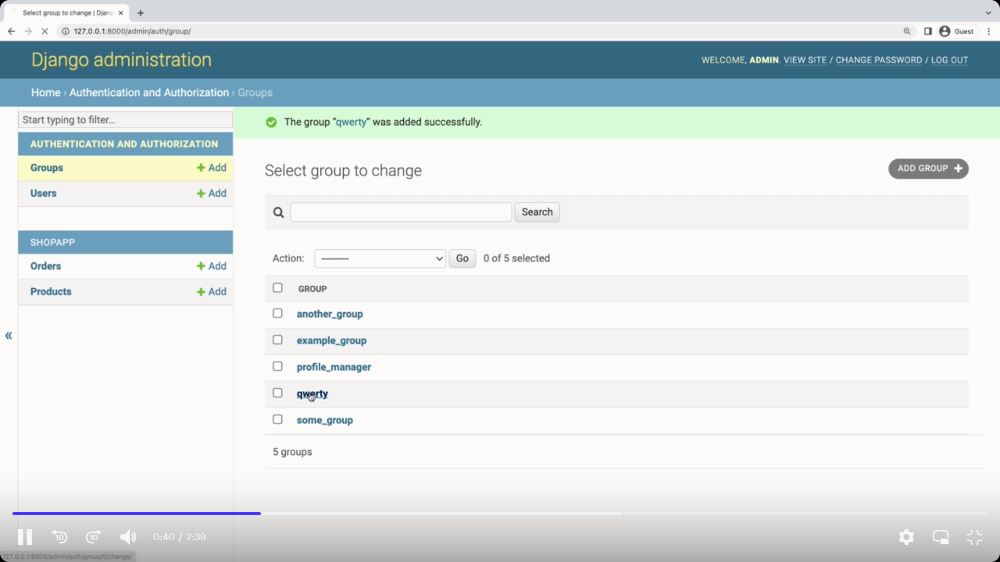 Select group to change | Djang
127.0.0.1:8000/admin/auth/group/
Guest
Django administration
WELCOME, ADMIN. VIEW SITE / CHANGE PASSWORD / LOG OUT
Home › Authentication and Authorization › Groups
Start typing to filter...
The group “qwerty” was added successfully.
AUTHENTICATION AND AUTHORIZATION
Groups
+ Add
Users
+ Add
SHOPAPP
Orders
+ Add
Products
+ Add
«
Select group to change
ADD GROUP +
Search
Action:
---------
Go
0 of 5 selected
GROUP
another_group
example_group
profile_manager
qwerty
some_group
5 groups
10
10
0:40 / 2:39
127.0.0.1:8000/admin/auth/group/5/change/